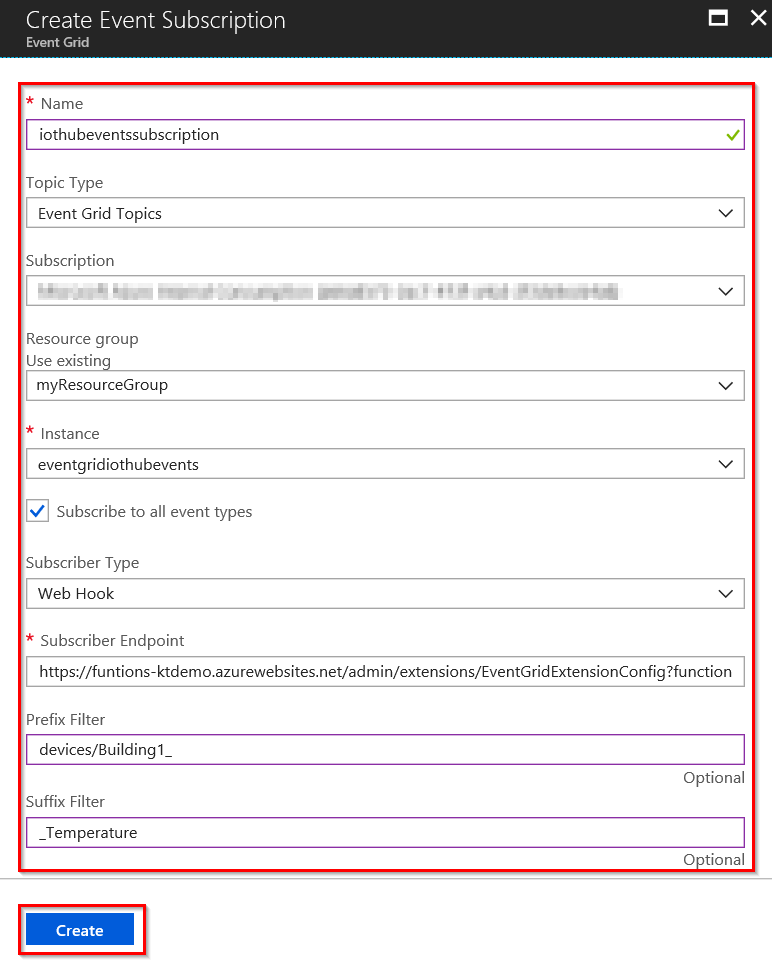 Create Event Subscription
Event Grid
* Name
iothubeventssubscription
Topic Type
Event Grid Topics
Subscription
Resource group
Use existing
myResourceGroup
* Instance
eventgridiothubevents
Subscribe to all event types
Subscriber Type
Web Hook
* Subscriber Endpoint
https://funtions-ktdemo.azurewebsites.net/admin/extensions/EventGridExtensionConfig?function
Prefix Filter
devices/Building1_
Optional
Suffix Filter
_Temperature
Optional
Create